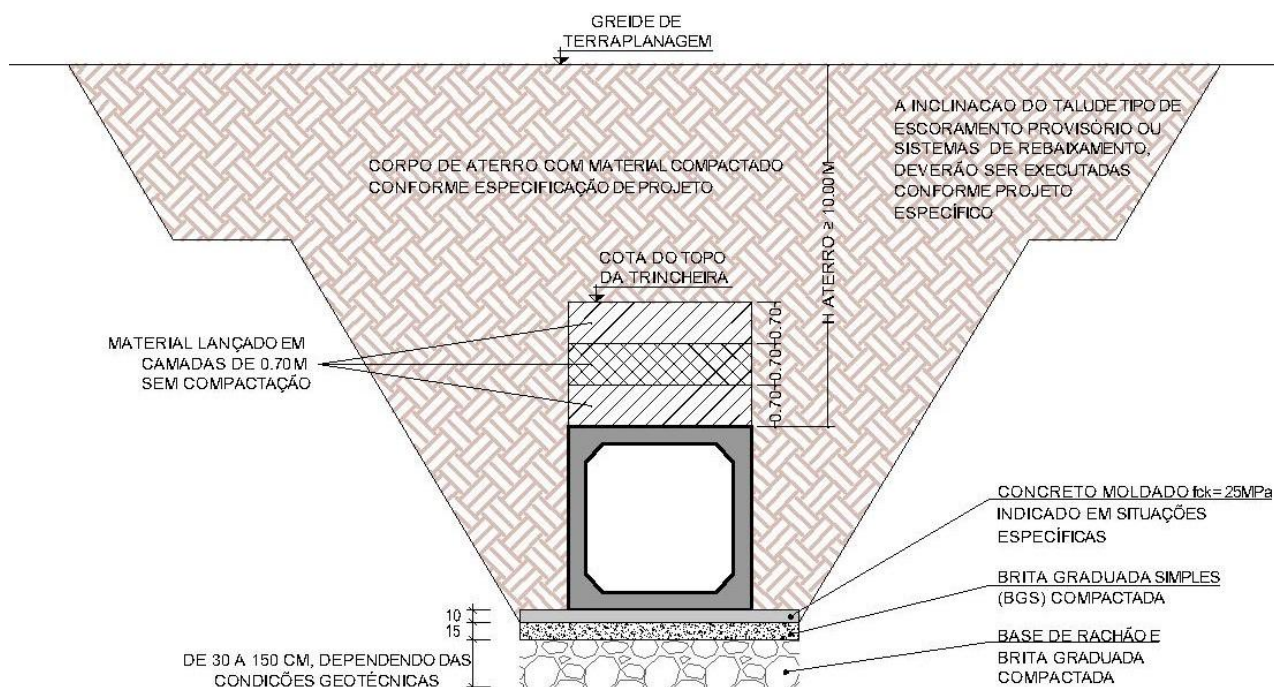 GREIDE DE
TERRAPLANAGEM
A INCLINACAO DO TALUDE TIPO DE
ESCORAMENTO PROVISÓRIO OU
SISTEMAS DE REBAIXAMENTO,
DEVERÃO SER EXECUTADAS
CONFORME PROJETO
ESPECÍFICO
CORPO DE ATERRO COM MATERIAL COMPACTADO
CONFORME ESPECIFICAÇÃO DE PROJETO
H ATERRO ≥ 10.00 M
COTA DO TOPO
DA TRINCHEIRA
0.70
0.70
0.70
MATERIAL LANÇADO EM
CAMADAS DE 0.70 M
SEM COMPACTAÇÃO
CONCRETO MOLDADO fck= 25MPa
INDICADO EM SITUAÇÕES
ESPECÍFICAS
BRITA GRADUADA SIMPLES
(BGS) COMPACTADA
10
15
BASE DE RACHÃO E
BRITA GRADUADA
COMPACTADA
DE 30 A 150 CM, DEPENDENDO DAS
CONDIÇÕES GEOTÉCNICAS